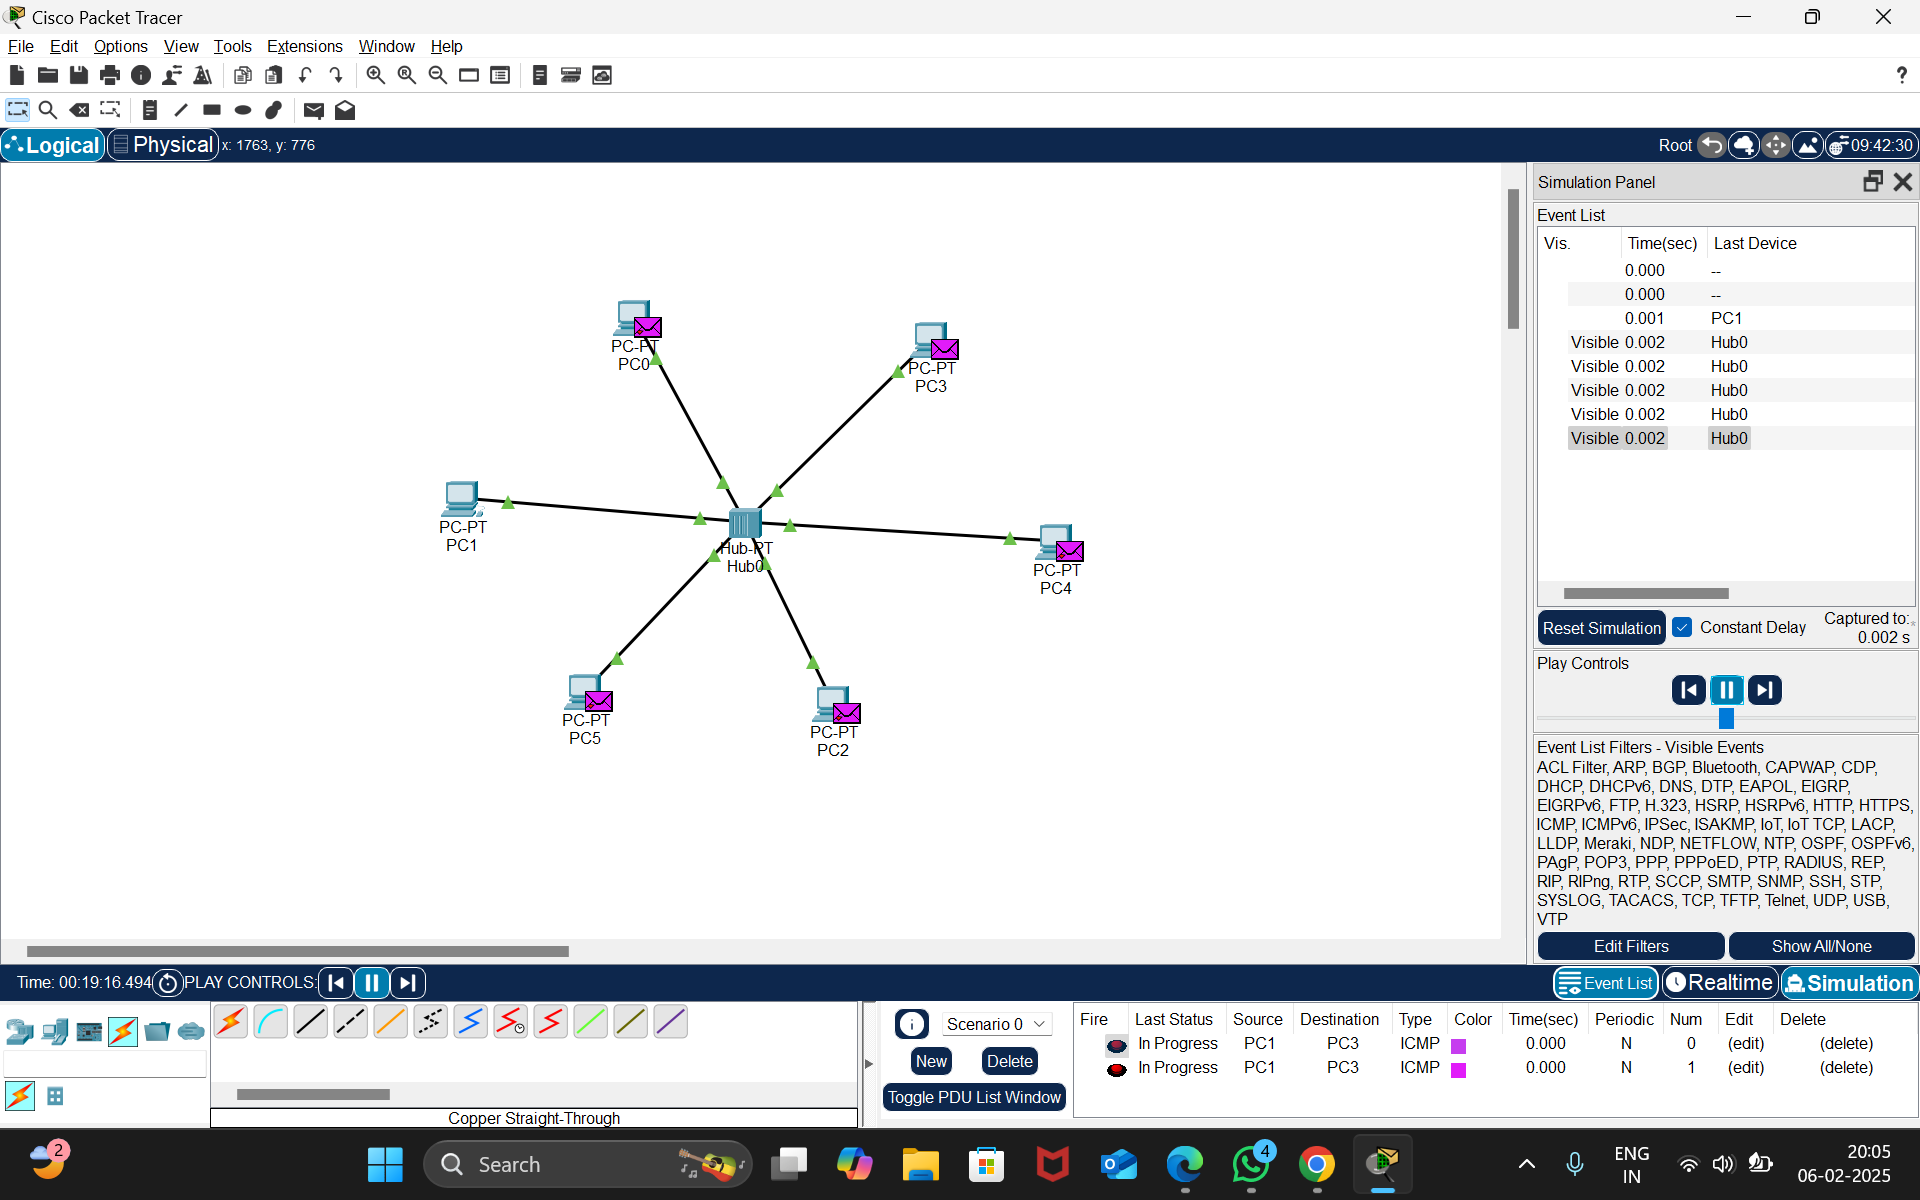 Cisco Packet Tracer
File Edit Options View Tools Extensions Window Help
Logical Physical x: 1763, y: 776 Root 09:42:30
PC-PT
PC0
PC-PT
PC3
PC-PT
PC1
Hub-PT
Hub0
PC-PT
PC4
PC-PT
PC5
PC-PT
PC2
Simulation Panel
Event List
Vis. Time(sec) Last Device
0.000 --
0.000 --
0.001 PC1
Visible 0.002 Hub0
Visible 0.002 Hub0
Visible 0.002 Hub0
Visible 0.002 Hub0
Visible 0.002 Hub0
Reset Simulation Constant Delay Captured to:
0.002 s
Play Controls
Event List Filters - Visible Events
ACL Filter, ARP, BGP, Bluetooth, CAPWAP, CDP,
DHCP, DHCPv6, DNS, DTP, EAPOL, EIGRP,
EIGRPv6, FTP, H.323, HSRP, HSRPv6, HTTP, HTTPS,
ICMP, ICMPv6, IPSec, ISAKMP, IoT, IoT TCP, LACP,
LLDP, Meraki, NDP, NETFLOW, NTP, OSPF, OSPFv6,
PAgP, POP3, PPP, PPPoED, PTP, RADIUS, REP,
RIP, RIPng, RTP, SCCP, SMTP, SNMP, SSH, STP,
SYSLOG, TACACS, TCP, TFTP, Telnet, UDP, USB,
VTP
Edit Filters Show All/None
Time: 00:19:16.494 PLAY CONTROLS: Event List Realtime Simulation
Scenario 0
New Delete
Toggle PDU List Window
Fire Last Status Source Destination Type Color Time(sec) Periodic Num Edit Delete
In Progress PC1 PC3 ICMP 0.000 N 0 (edit) (delete)
In Progress PC1 PC3 ICMP 0.000 N 1 (edit) (delete)
Copper Straight-Through
2
Search
4
ENG
IN
20:05
06-02-2025